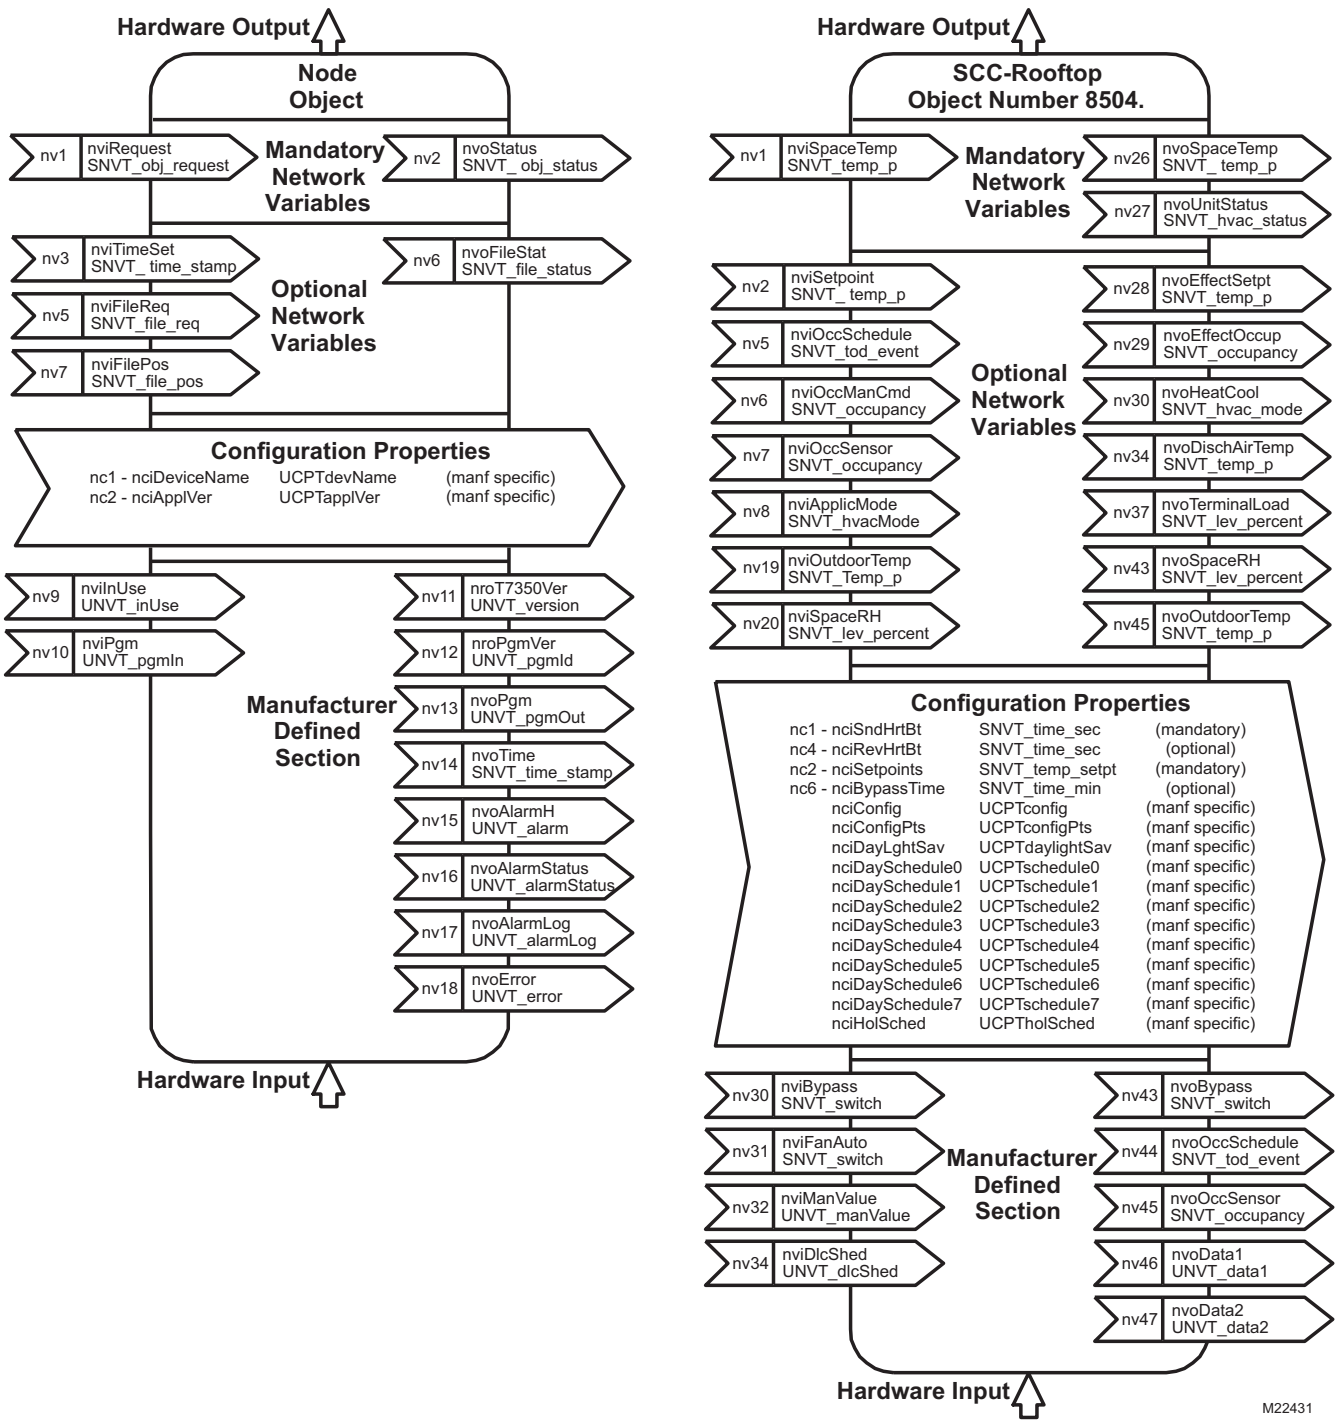 Hardware Output
Node
Object
nv1
nviRequest
SNVT_obj_request
Mandatory
Network
Variables
nv2
nvoStatus
SNVT_ obj_status
nv3
nviTimeSet
SNVT_ time_stamp
nv5
nviFileReq
SNVT_file_req
nv7
nviFilePos
SNVT_file_pos
Optional
Network
Variables
nv6
nvoFileStat
SNVT_file_status
Configuration Properties
nc1 - nciDeviceName UCPTdevName (manf specific)
nc2 - nciApplVer UCPTapplVer (manf specific)
nv9
nviInUse
UNVT_inUse
nv10
nviPgm
UNVT_pgmIn
Manufacturer
Defined
Section
nv11
nroT7350Ver
UNVT_version
nv12
nroPgmVer
UNVT_pgmId
nv13
nvoPgm
UNVT_pgmOut
nv14
nvoTime
SNVT_time_stamp
nv15
nvoAlarmH
UNVT_alarm
nv16
nvoAlarmStatus
UNVT_alarmStatus
nv17
nvoAlarmLog
UNVT_alarmLog
nv18
nvoError
UNVT_error
Hardware Input
Hardware Output
SCC-Rooftop
Object Number 8504.
nv1
nviSpaceTemp
SNVT_temp_p
Mandatory
Network
Variables
nv26
nvoSpaceTemp
SNVT_ temp_p
nv27
nvoUnitStatus
SNVT_hvac_status
nv2
nviSetpoint
SNVT_ temp_p
nv5
nviOccSchedule
SNVT_tod_event
nv6
nviOccManCmd
SNVT_occupancy
nv7
nviOccSensor
SNVT_occupancy
nv8
nviApplicMode
SNVT_hvacMode
nv19
nviOutdoorTemp
SNVT_Temp_p
nv20
nviSpaceRH
SNVT_lev_percent
Optional
Network
Variables
nv28
nvoEffectSetpt
SNVT_temp_p
nv29
nvoEffectOccup
SNVT_occupancy
nv30
nvoHeatCool
SNVT_hvac_mode
nv34
nvoDischAirTemp
SNVT_temp_p
nv37
nvoTerminalLoad
SNVT_lev_percent
nv43
nvoSpaceRH
SNVT_lev_percent
nv45
nvoOutdoorTemp
SNVT_temp_p
Configuration Properties
nc1 - nciSndHrtBt SNVT_time_sec (mandatory)
nc4 - nciRevHrtBt SNVT_time_sec (optional)
nc2 - nciSetpoints SNVT_temp_setpt (mandatory)
nc6 - nciBypassTime SNVT_time_min (optional)
nciConfig UCPTconfig (manf specific)
nciConfigPts UCPTconfigPts (manf specific)
nciDayLghtSav UCPTdaylightSav (manf specific)
nciDaySchedule0 UCPTschedule0 (manf specific)
nciDaySchedule1 UCPTschedule1 (manf specific)
nciDaySchedule2 UCPTschedule2 (manf specific)
nciDaySchedule3 UCPTschedule3 (manf specific)
nciDaySchedule4 UCPTschedule4 (manf specific)
nciDaySchedule5 UCPTschedule5 (manf specific)
nciDaySchedule6 UCPTschedule6 (manf specific)
nciDaySchedule7 UCPTschedule7 (manf specific)
nciHolSched UCPTholSched (manf specific)
nv30
nviBypass
SNVT_switch
nv31
nviFanAuto
SNVT_switch
nv32
nviManValue
UNVT_manValue
nv34
nviDlcShed
UNVT_dlcShed
Manufacturer
Defined
Section
nv43
nvoBypass
SNVT_switch
nv44
nvoOccSchedule
SNVT_tod_event
nv45
nvoOccSensor
SNVT_occupancy
nv46
nvoData1
UNVT_data1
nv47
nvoData2
UNVT_data2
Hardware Input
M22431